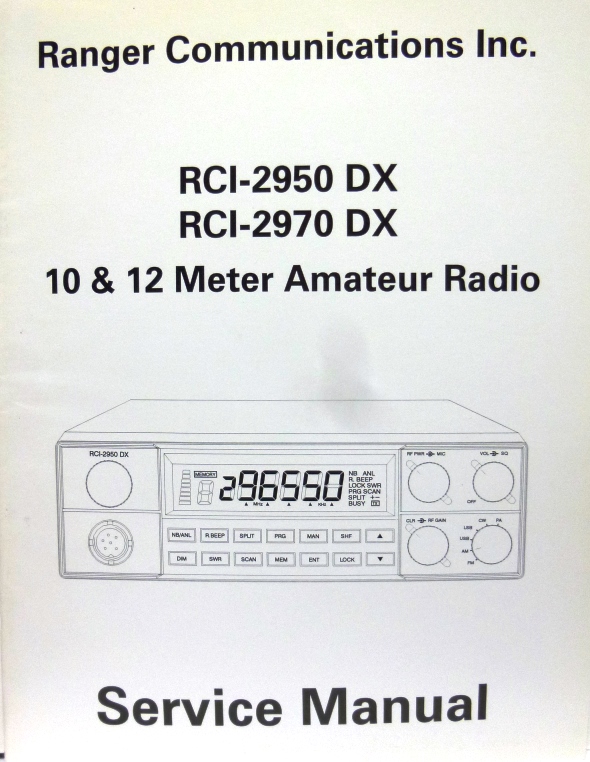 Ranger Communications Inc.
RCI-2950 DX
RCI-2970 DX
10 & 12 Meter Amateur Radio
RCI-2950 DX
MEMORY
296550
MHz
KHz
NB ANL
R. BEEP
LOCK SWR
PRG SCAN
SPLIT + -
BUSY TX
RF PWR MIC
VOL SQ
OFF
NB/ANL R.BEEP SPLIT PRG MAN SHF ▲
DIM SWR SCAN MEM ENT LOCK ▼
CLR RF GAIN
CW PA
USB
AM
FM
Service Manual